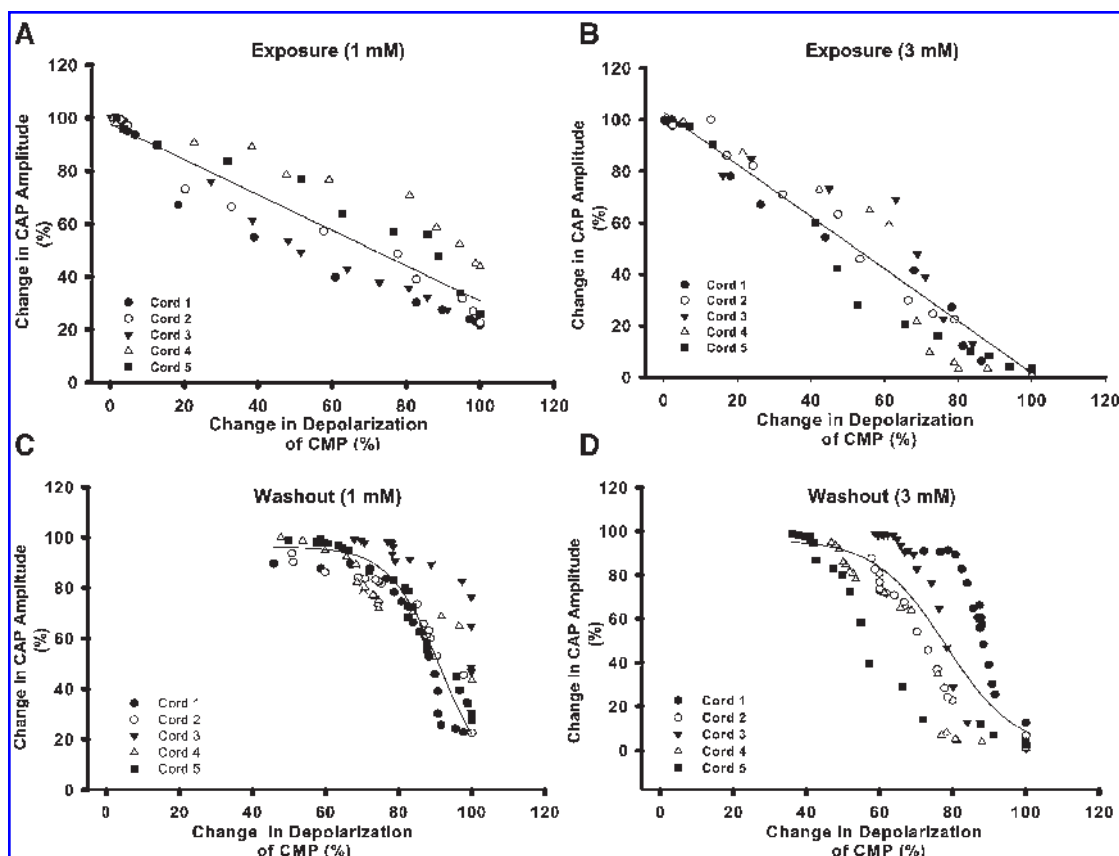 A
Exposure (1 mM)
Change in CAP Amplitude
(%)
120
100
80
60
40
20
0
Cord 1
Cord 2
Cord 3
Cord 4
Cord 5
0 20 40 60 80 100 120
Change in Depolarization
of CMP (%)
B
Exposure (3 mM)
Change in CAP Amplitude
(%)
120
100
80
60
40
20
0
Cord 1
Cord 2
Cord 3
Cord 4
Cord 5
0 20 40 60 80 100 120
Change in Depolarization
of CMP (%)
C
Washout (1 mM)
Change in CAP Amplitude
(%)
120
100
80
60
40
20
0
Cord 1
Cord 2
Cord 3
Cord 4
Cord 5
0 20 40 60 80 100 120
Change in Depolarization
of CMP (%)
D
Washout (3 mM)
Change in CAP Amplitude
(%)
120
100
80
60
40
20
0
Cord 1
Cord 2
Cord 3
Cord 4
Cord 5
0 20 40 60 80 100 120
Change in Depolarization
of CMP (%)